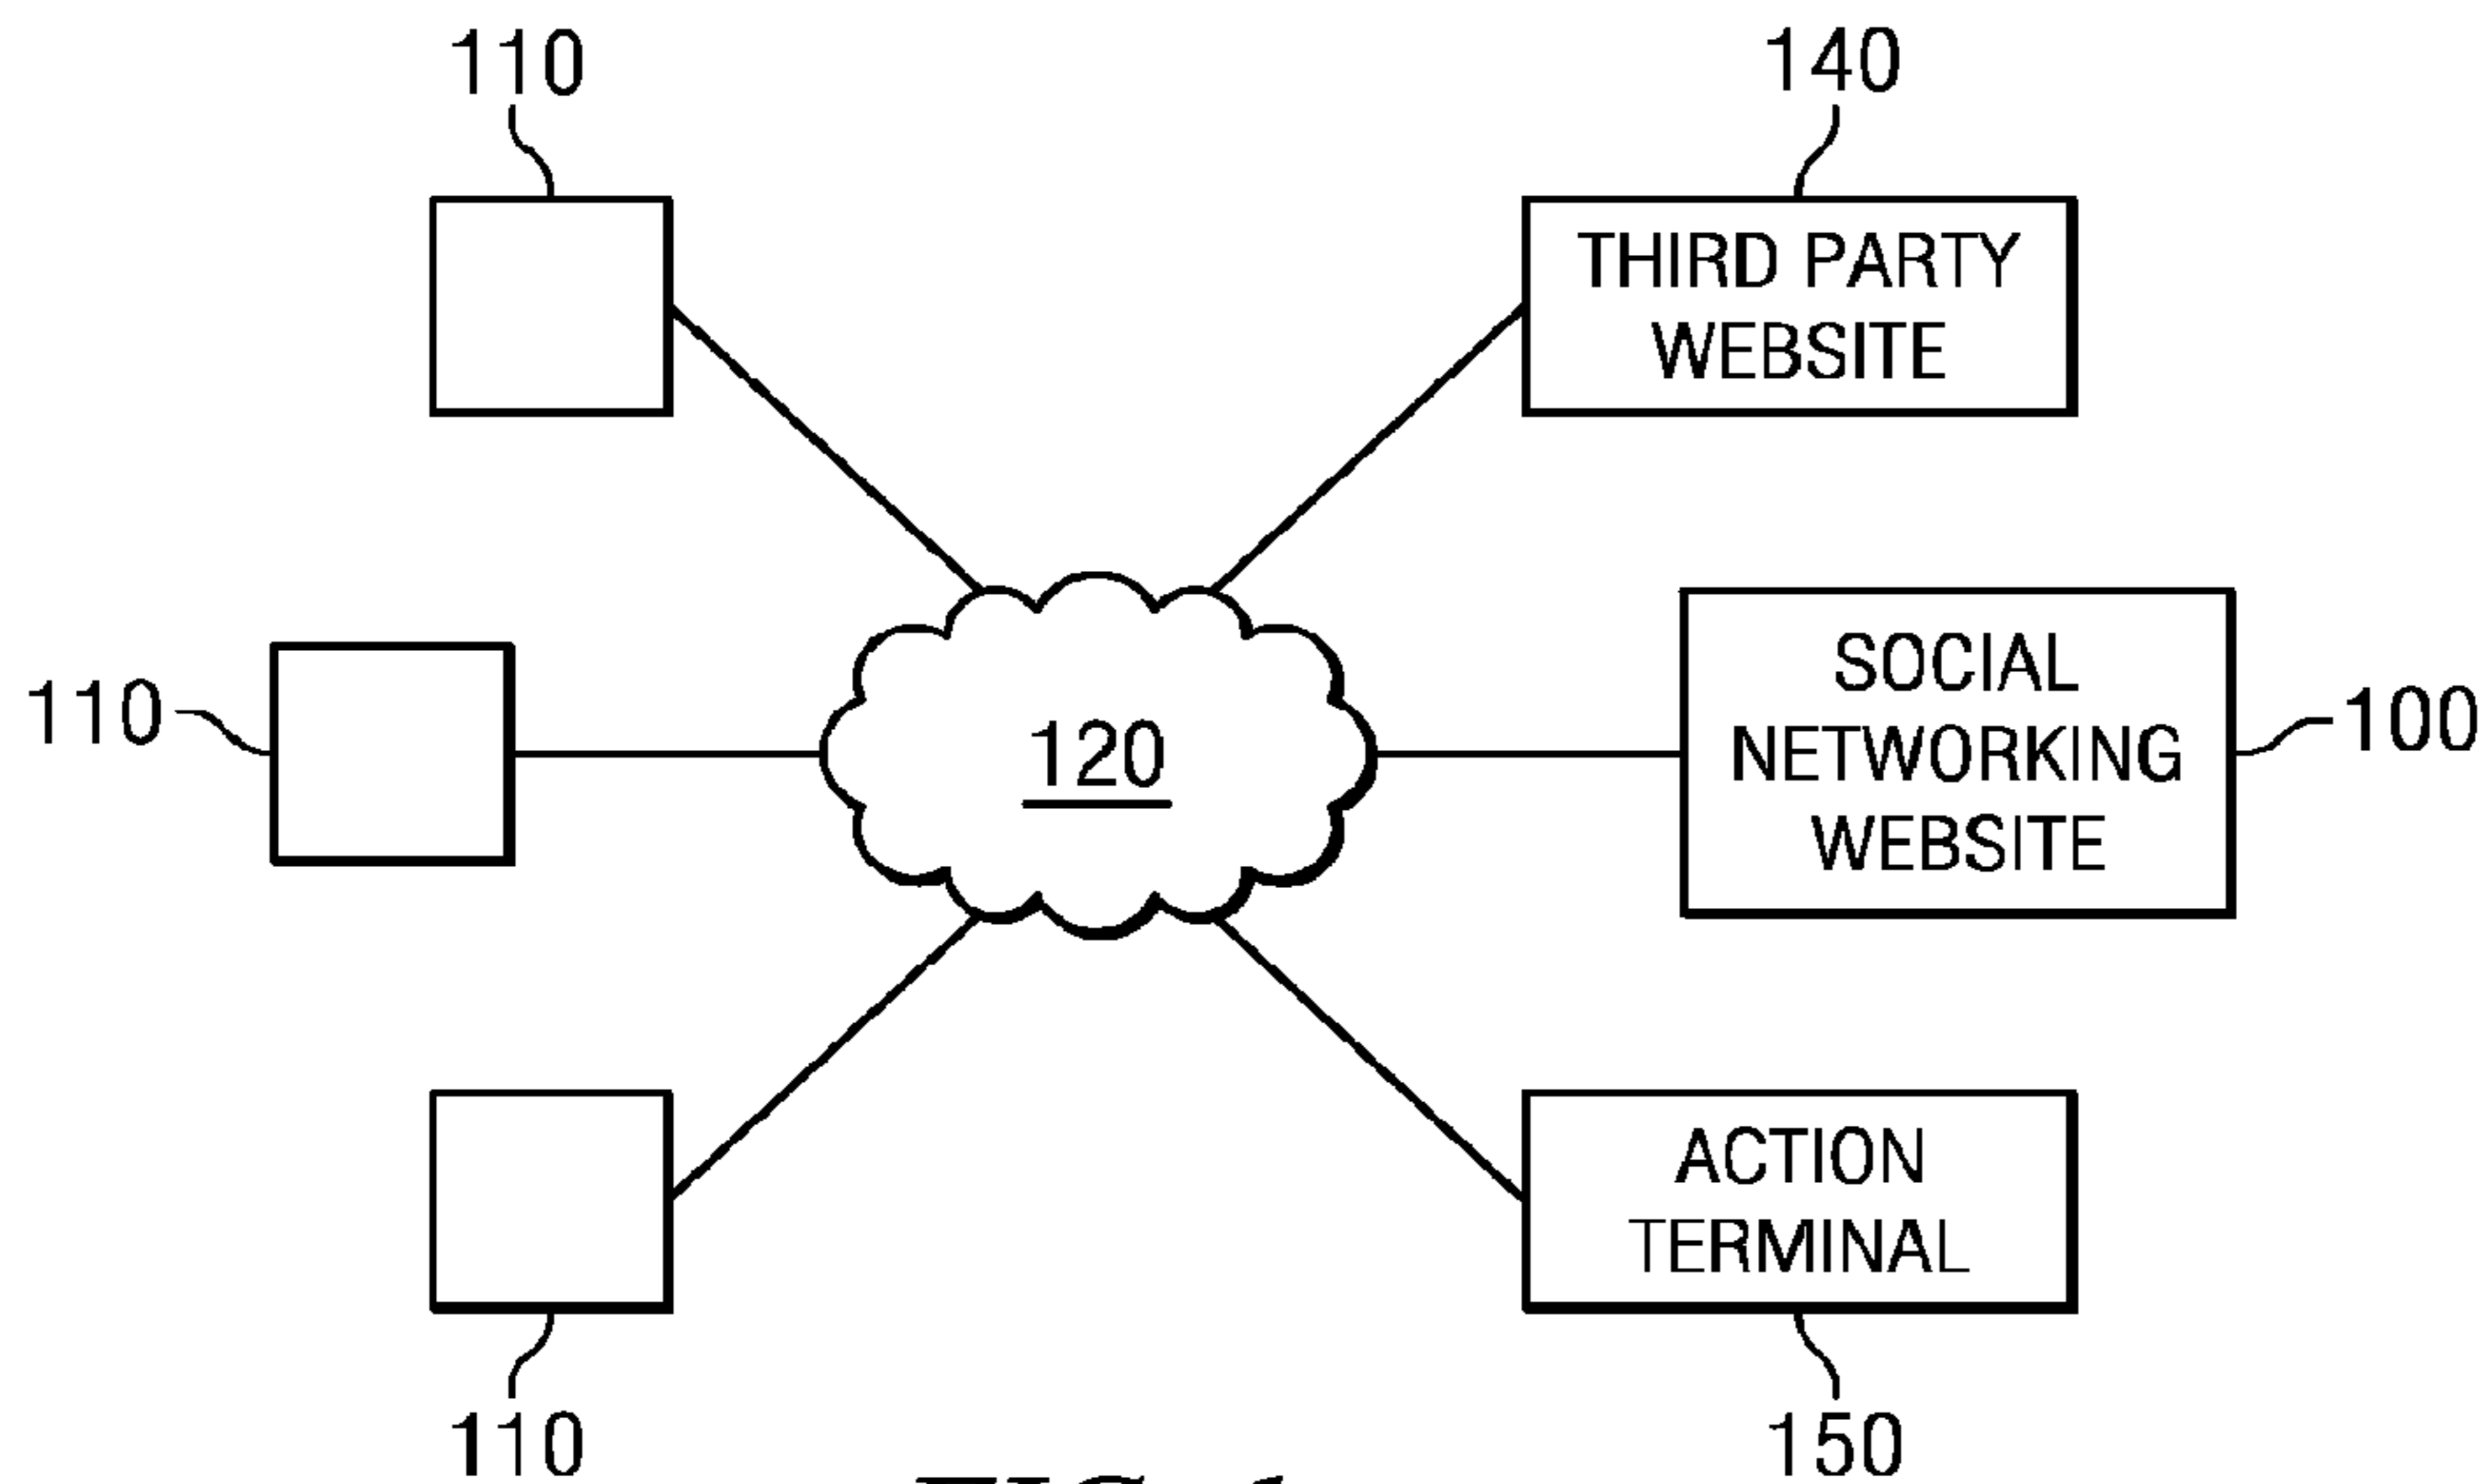 110
140
THIRD PARTY
WEBSITE
110
120
SOCIAL
NETWORKING
WEBSITE
100
ACTION
TERMINAL
110
150